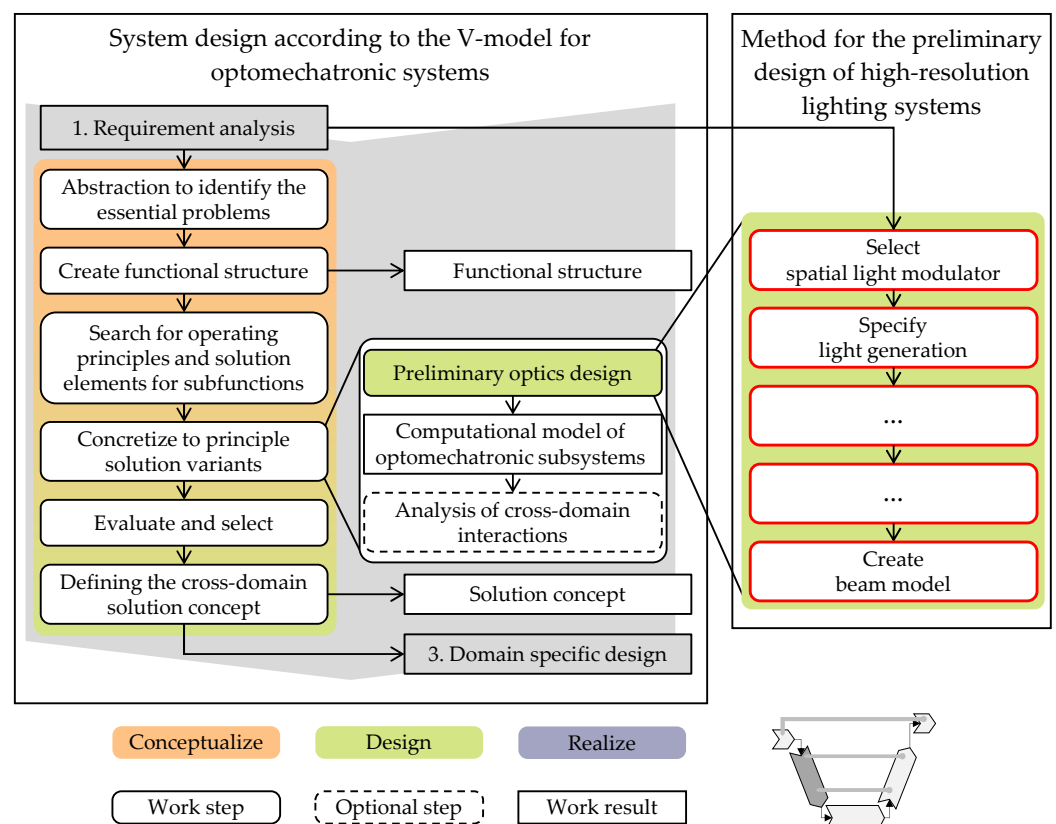 System design according to the V-model for
optomechatronic systems
1. Requirement analysis
Abstraction to identify the
essential problems
Create functional structure
Functional structure
Search for operating
principles and solution
elements for subfunctions
Concretize to principle
solution variants
Preliminary optics design
Computational model of
optomechatronic subsystems
Analysis of cross-domain
interactions
Evaluate and select
Defining the cross-domain
solution concept
Solution concept
3. Domain specific design
Method for the preliminary
design of high-resolution
lighting systems
Select
spatial light modulator
Specify
light generation
...
...
Create
beam model
Conceptualize
Design
Realize
Work step
Optional step
Work result